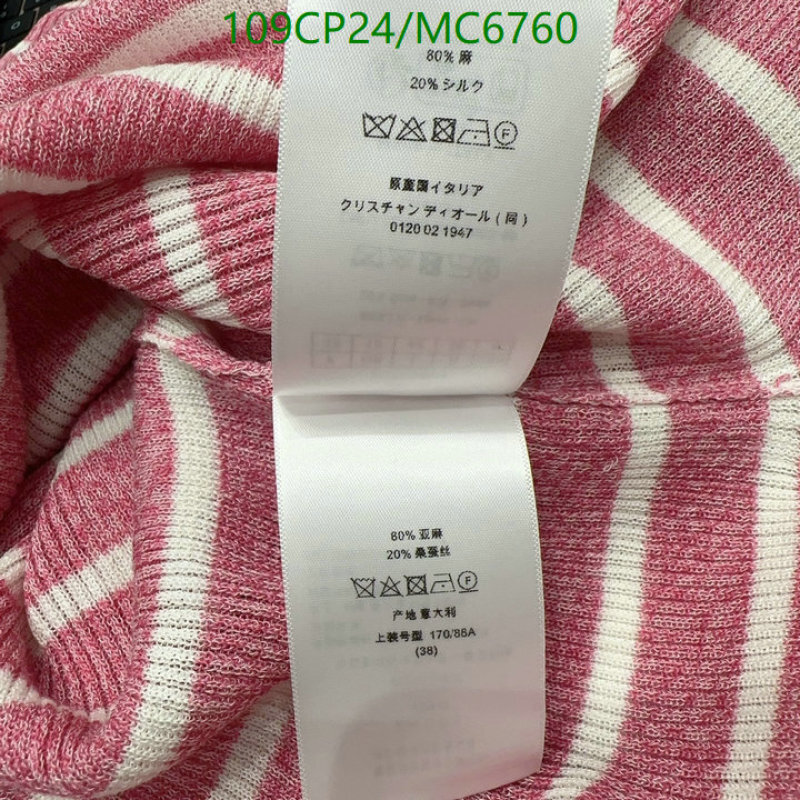 109CP24/MC6760
80% 麻
20% シルク
原産国イタリア
クリスチャン ディオール ( 同 )
0120 02 1947
80% 亚麻
20% 桑蚕丝
产地 意大利
上装号型 170/88A
(38)